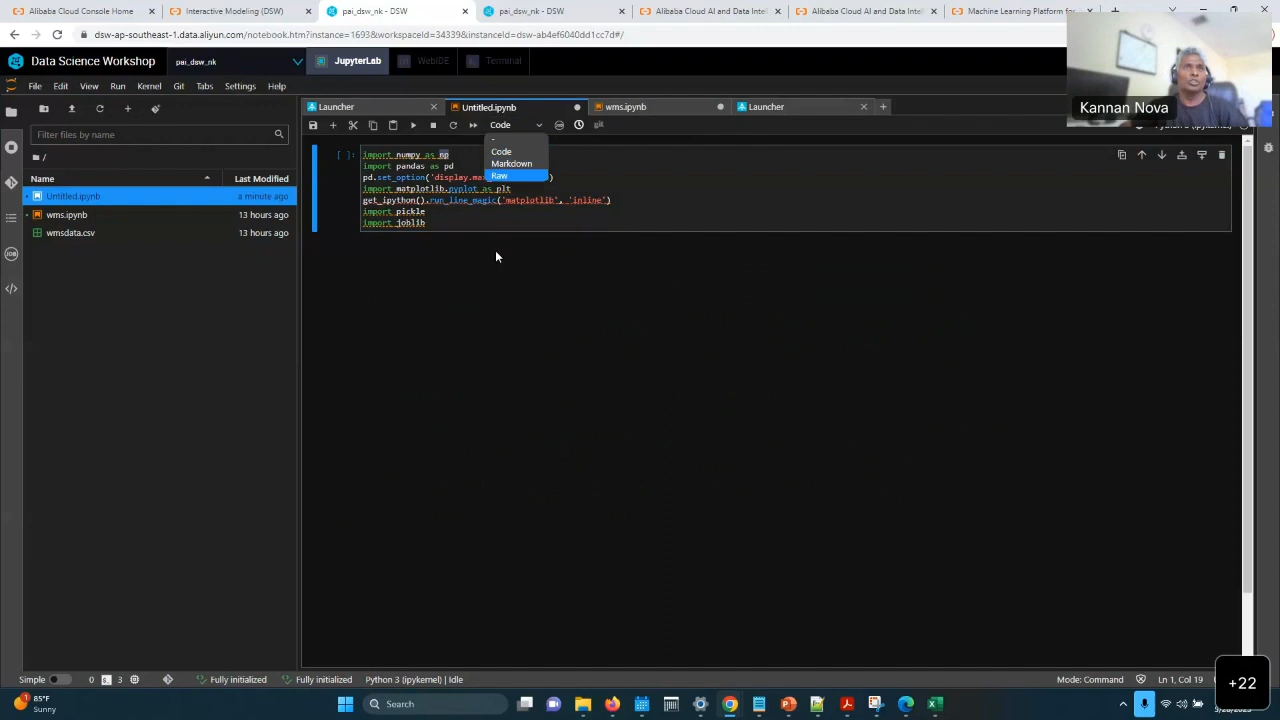 Alibaba Cloud Console Home
Interactive Modeling (DSW)
pai_dsw_nk - DSW
pai_dsw_nk - DSW
Alibaba Cloud AI and Data Intel
Alibaba Cloud AI and Data Intel
Machine Learning Platform
dsw-ap-southeast-1.data.aliyun.com/notebook.htm?instance=1693&workspaceId=34339&instanceId=dsw-ab4ef6040dd1cc7d#/
Data Science Workshop
pai_dsw_nk
JupyterLab
WebIDE
Terminal
Kannan Nova
File Edit View Run Kernel Git Tabs Settings Help
Launcher
Untitled.ipynb
wms.ipynb
Launcher
Code
git
Filter files by name
/
Name
Last Modified
Untitled.ipynb
a minute ago
wms.ipynb
13 hours ago
wmsdata.csv
13 hours ago
JOB
-
Code
Markdown
Raw
[ ]:
import numpy as np
import pandas as pd
pd.set_option('display.ma
import matplotlib.pyplot as plt
get_ipython().run_line_magic('matplotlib', 'inline')
import pickle
import joblib
Simple
0
3
Fully initialized
Fully initialized
Python 3 (ipykernel) | Idle
Mode: Command
Ln 1, Col 19
+22
85°F
Sunny
Search